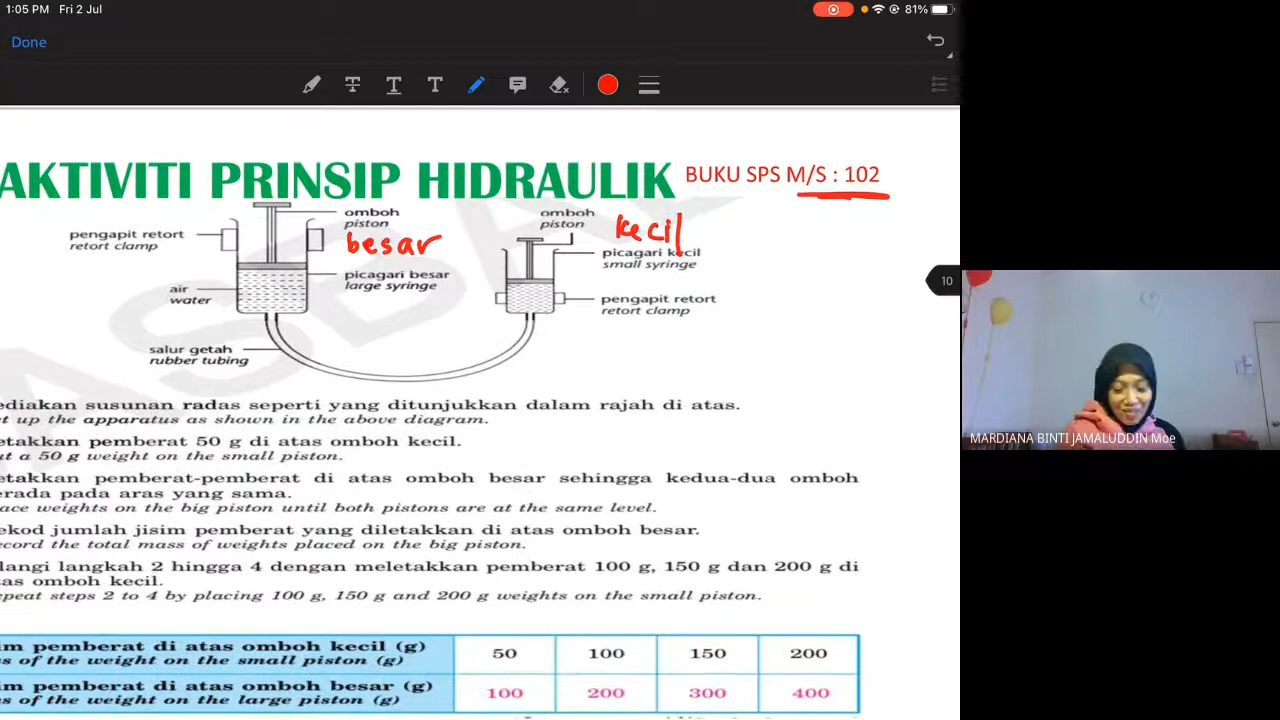 1:05 PM Fri 2 Jul
81%
Done
AKTIVITI PRINSIP HIDRAULIK
BUKU SPS M/S : 102
omboh
piston
besar
omboh
piston
kecil
pengapit retort
retort clamp
picagari kecil
small syringe
picagari besar
large syringe
air
water
pengapit retort
retort clamp
salur getah
rubber tubing
10
ediakan susunan radas seperti yang ditunjukkan dalam rajah di atas.
et up the apparatus as shown in the above diagram.
etakkan pemberat 50 g di atas omboh kecil.
ut a 50 g weight on the small piston.
etakkan pemberat-pemberat di atas omboh besar sehingga kedua-dua omboh
erada pada aras yang sama.
ace weights on the big piston until both pistons are at the same level.
ekod jumlah jisim pemberat yang diletakkan di atas omboh besar.
ecord the total mass of weights placed on the big piston.
langi langkah 2 hingga 4 dengan meletakkan pemberat 100 g, 150 g dan 200 g di
tas omboh kecil.
epeat steps 2 to 4 by placing 100 g, 150 g and 200 g weights on the small piston.
im pemberat di atas omboh kecil (g)
ss of the weight on the small piston (g)
50 100 150 200
im pemberat di atas omboh besar (g)
ss of the weight on the large piston (g)
100 200 300 400
MARDIANA BINTI JAMALUDDIN Moe